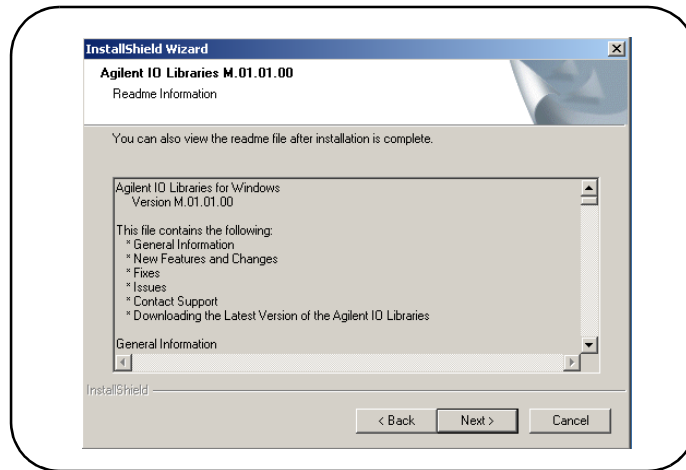 InstallShield Wizard
Agilent IO Libraries M.01.01.00
Readme Information
You can also view the readme file after installation is complete.
Agilent IO Libraries for Windows
Version M.01.01.00
This file contains the following:
* General Information
* New Features and Changes
* Fixes
* Issues
* Contact Support
* Downloading the Latest Version of the Agilent IO Libraries
General Information
InstallShield
< Back Next > Cancel